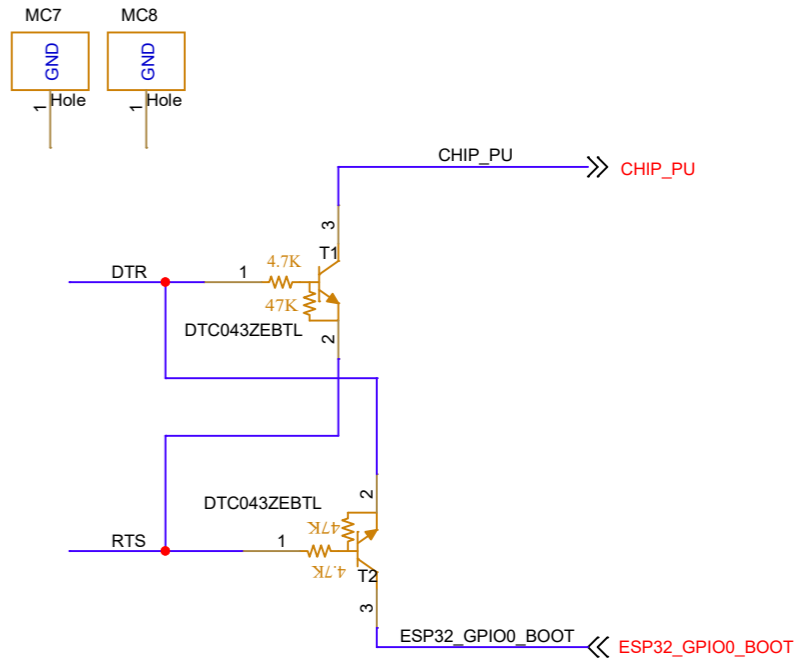 MC7
MC8
GND
GND
1
Hole
1
Hole
CHIP_PU
CHIP_PU
3
T1
4.7K
DTR
1
47K
DTC043ZEBTL
2
2
DTC043ZEBTL
47K
RTS
1
4.7K
T2
3
ESP32_GPIO0_BOOT
ESP32_GPIO0_BOOT